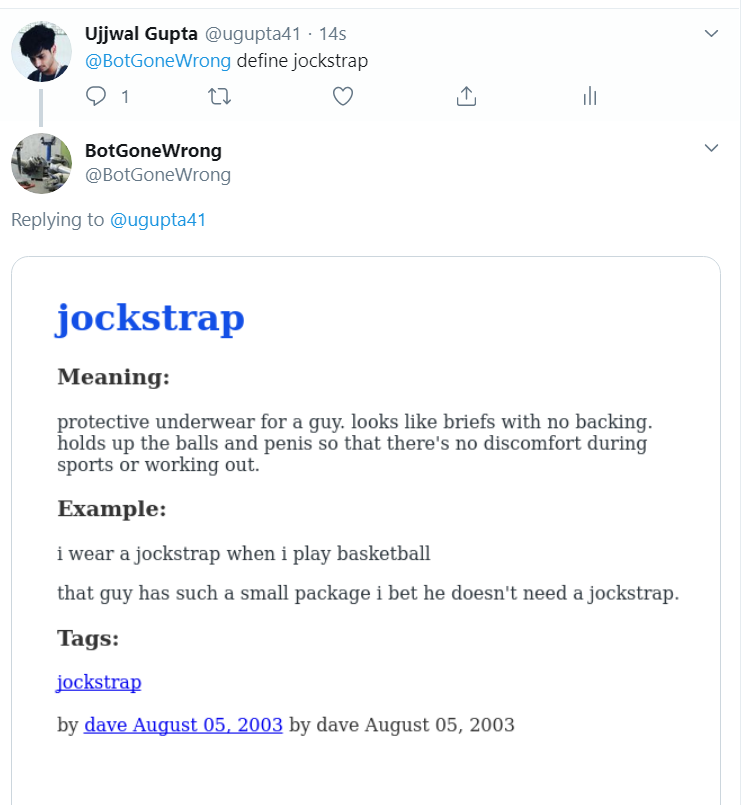 Ujjwal Gupta @ugupta41 · 14s
@BotGoneWrong define jockstrap
1
BotGoneWrong
@BotGoneWrong
Replying to @ugupta41
jockstrap
Meaning:
protective underwear for a guy. looks like briefs with no backing.
holds up the balls and penis so that there's no discomfort during
sports or working out.
Example:
i wear a jockstrap when i play basketball
that guy has such a small package i bet he doesn't need a jockstrap.
Tags:
jockstrap
by dave August 05, 2003 by dave August 05, 2003